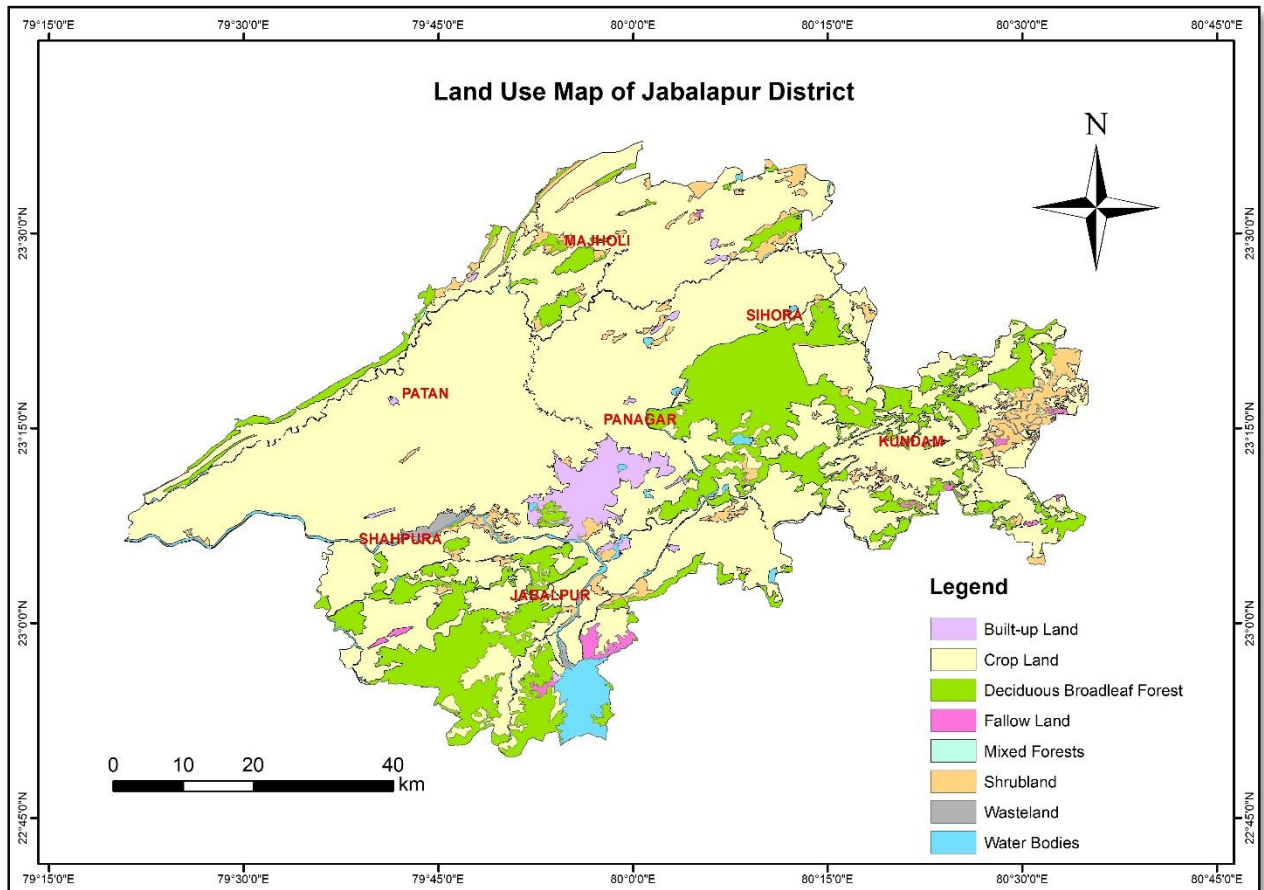 79°15'0"E 79°30'0"E 79°45'0"E 80°0'0"E 80°15'0"E 80°30'0"E 80°45'0"E
Land Use Map of Jabalapur District
N
23°30'0"N 23°30'0"N
MAJHOLI
SIHORA
PATAN
PANAGAR
23°15'0"N 23°15'0"N
KUNDAM
SHAHPURA
JABALPUR
23°0'0"N 23°0'0"N
Legend
Built-up Land
Crop Land
Deciduous Broadleaf Forest
Fallow Land
Mixed Forests
Shrubland
Wasteland
Water Bodies
0 10 20 40
km
22°45'0"N 22°45'0"N
79°15'0"E 79°30'0"E 79°45'0"E 80°0'0"E 80°15'0"E 80°30'0"E 80°45'0"E